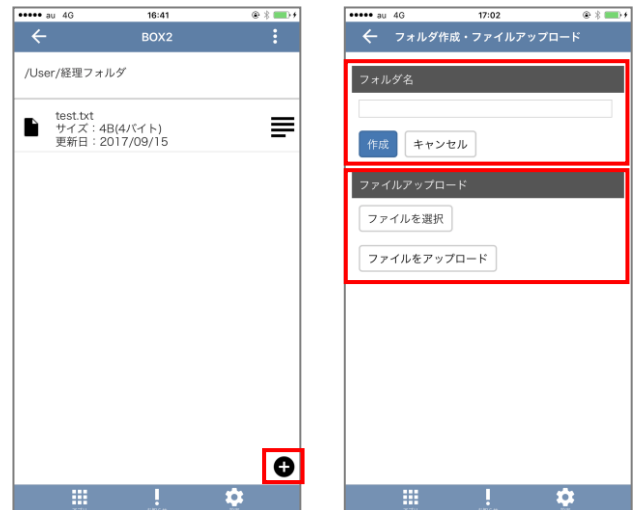 au 4G 16:41
BOX2
/User/経理フォルダ
test.txt
サイズ：4B(4バイト)
更新日：2017/09/15
au 4G 17:02
フォルダ作成・ファイルアップロード
フォルダ名
作成 キャンセル
ファイルアップロード
ファイルを選択
ファイルをアップロード